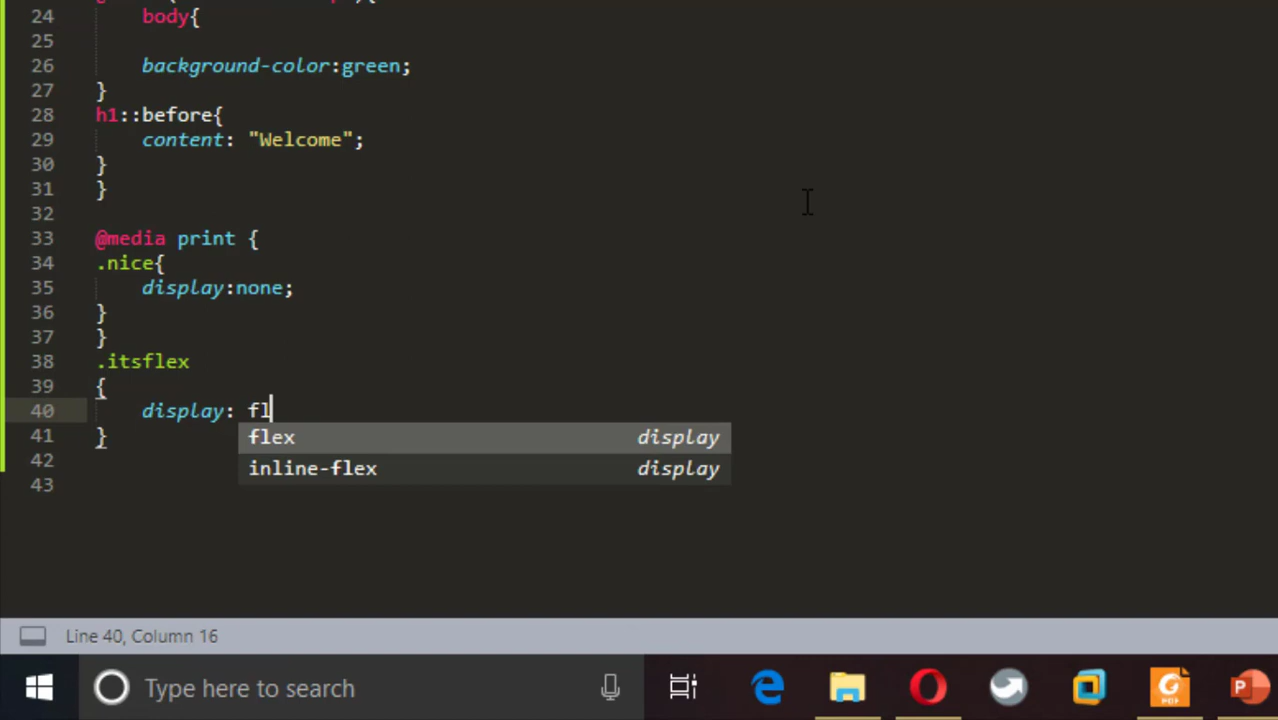 24 body{
25
26 background-color:green;
27 }
28 h1::before{
29 content: "Welcome";
30 }
31 }
32
33 @media print {
34 .nice{
35 display:none;
36 }
37 }
38 .itsflex
39 {
40 display: fl
flex display
41 }
inline-flex display
42
43
Line 40, Column 16
Type here to search
G
PDF
P